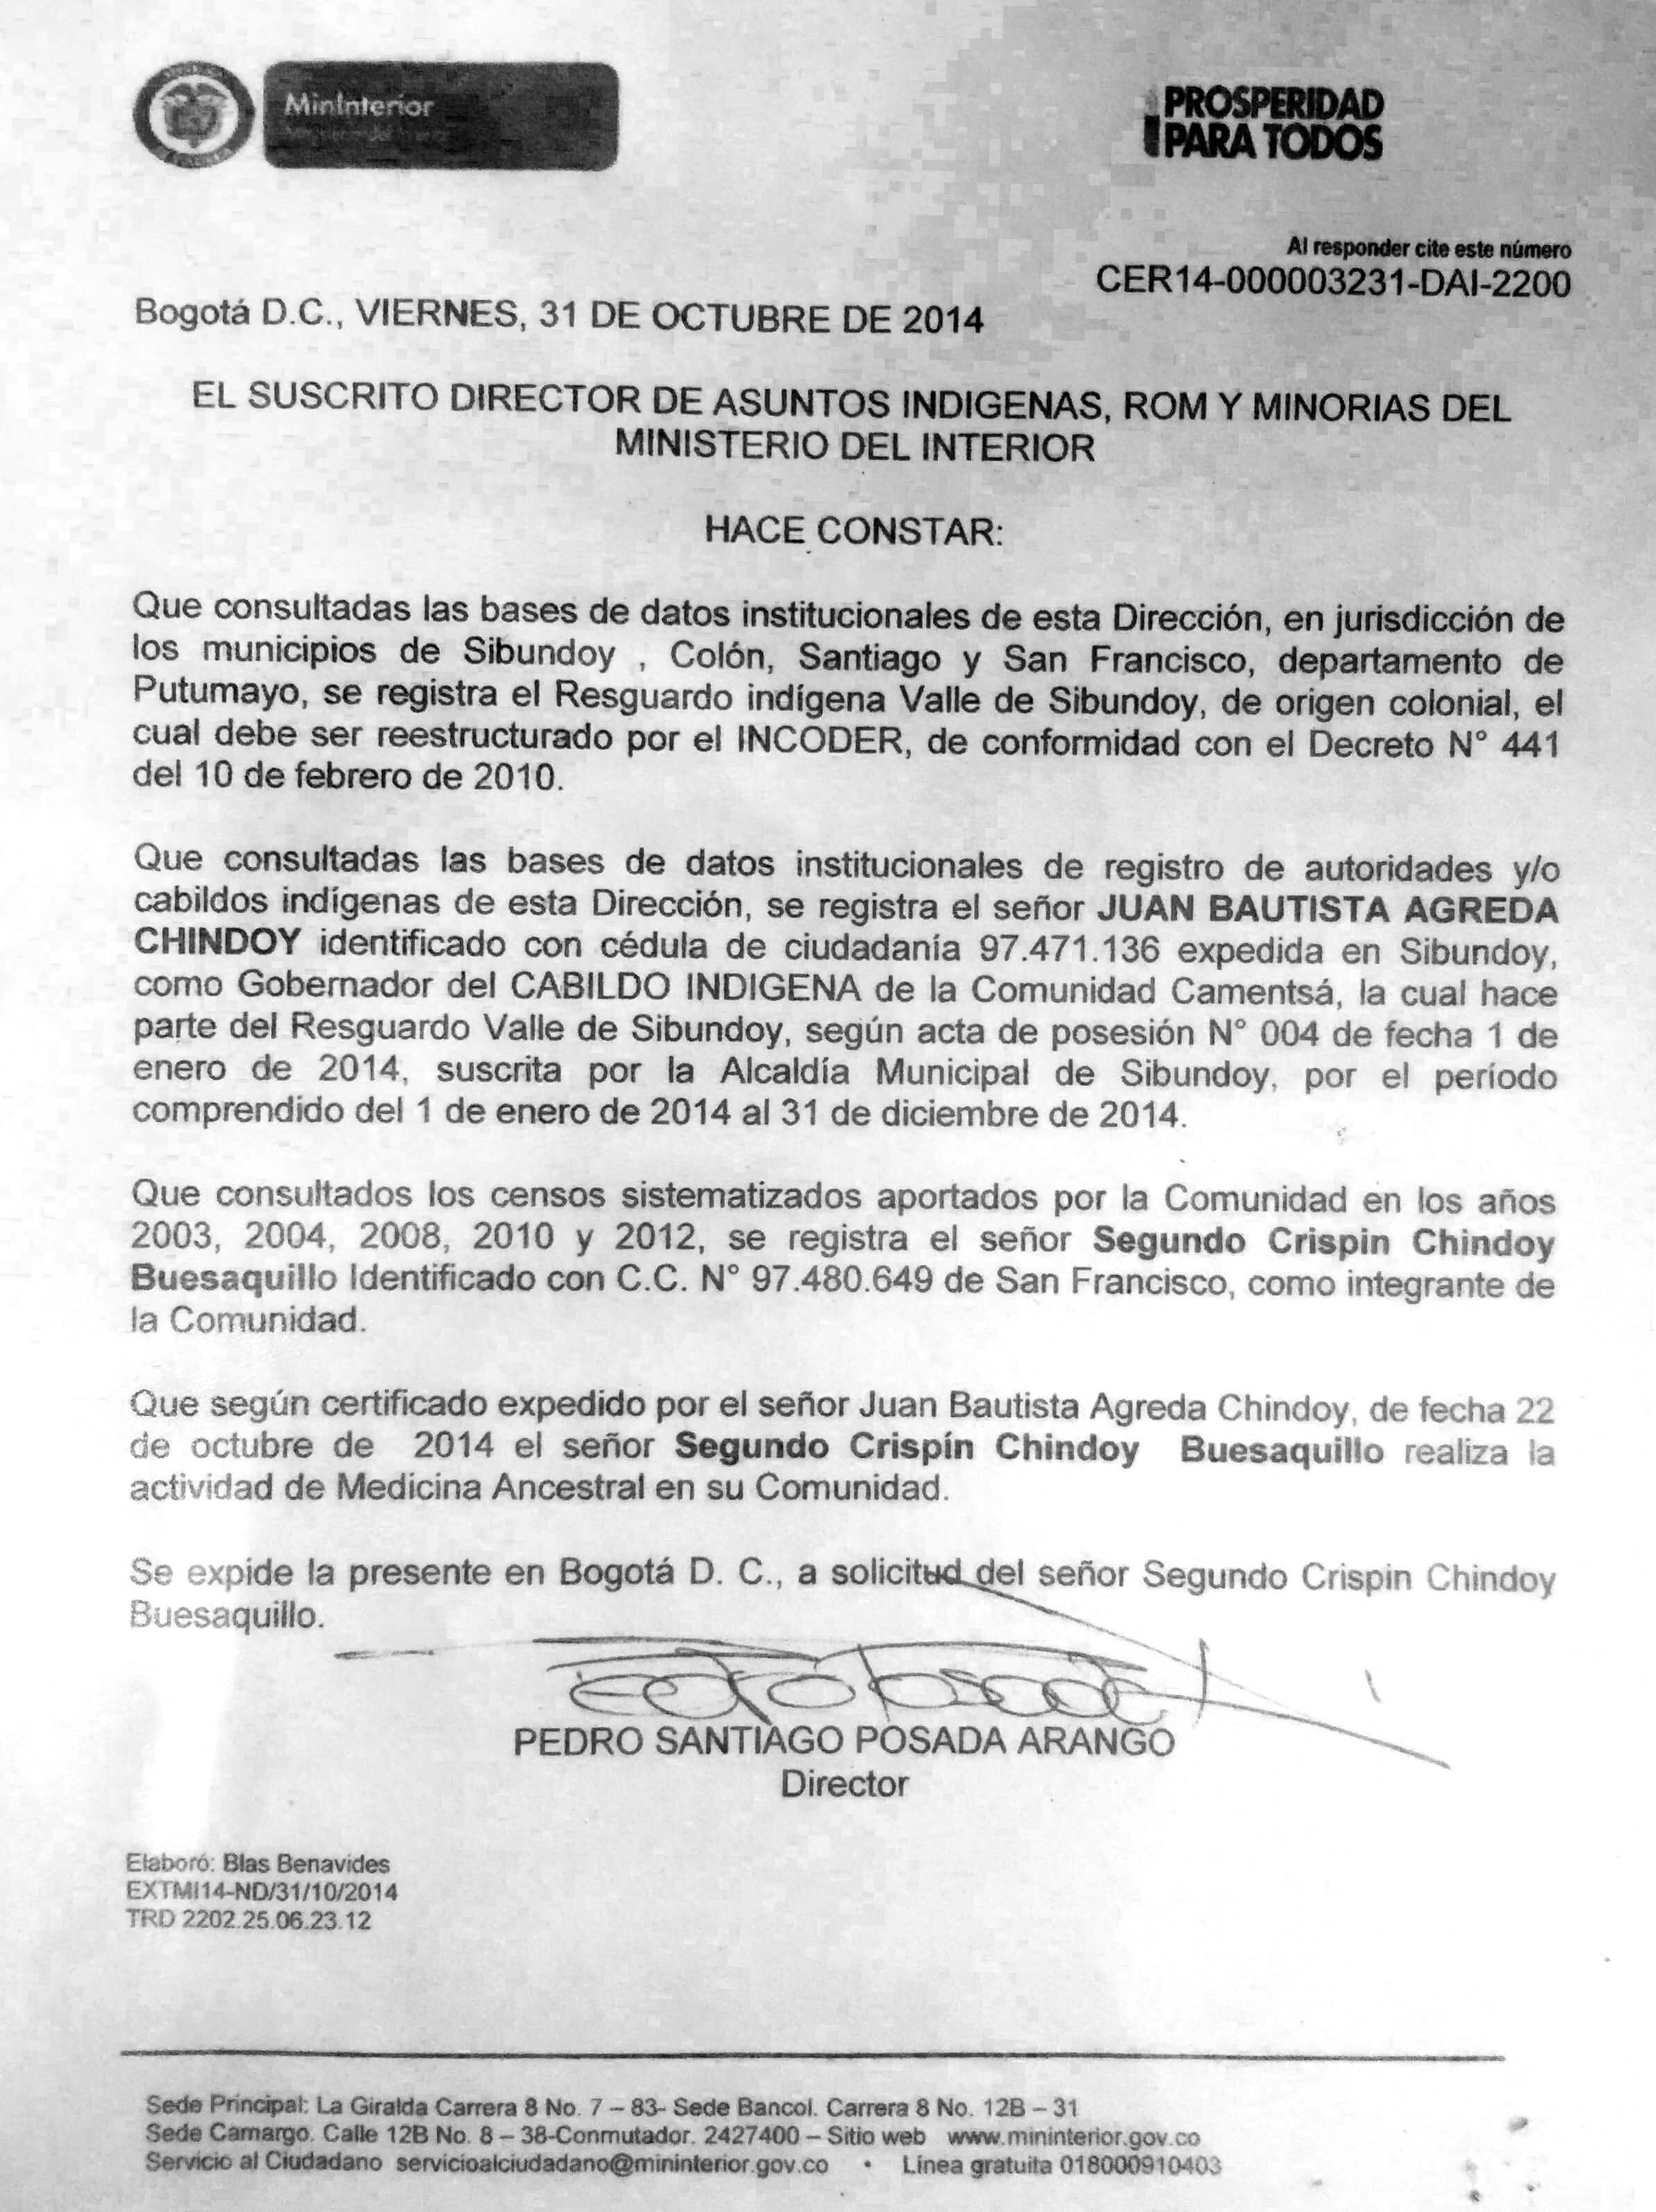 MinInterior
PROSPERIDAD
PARA TODOS
Al responder cite este número
CER14-000003231-DAI-2200
Bogotá D.C., VIERNES, 31 DE OCTUBRE DE 2014
EL SUSCRITO DIRECTOR DE ASUNTOS INDIGENAS, ROM Y MINORIAS DEL
MINISTERIO DEL INTERIOR
HACE CONSTAR:
Que consultadas las bases de datos institucionales de esta Dirección, en jurisdicción de
los municipios de Sibundoy , Colón, Santiago y San Francisco, departamento de
Putumayo, se registra el Resguardo indígena Valle de Sibundoy, de origen colonial, el
cual debe ser reestructurado por el INCODER, de conformidad con el Decreto N° 441
del 10 de febrero de 2010.
Que consultadas las bases de datos institucionales de registro de autoridades y/o
cabildos indígenas de esta Dirección, se registra el señor JUAN BAUTISTA AGREDA
CHINDOY identificado con cédula de ciudadanía 97.471.136 expedida en Sibundoy,
como Gobernador del CABILDO INDIGENA de la Comunidad Camentsá, la cual hace
parte del Resguardo Valle de Sibundoy, según acta de posesión N° 004 de fecha 1 de
enero de 2014, suscrita por la Alcaldía Municipal de Sibundoy, por el período
comprendido del 1 de enero de 2014 al 31 de diciembre de 2014.
Que consultados los censos sistematizados aportados por la Comunidad en los años
2003, 2004, 2008, 2010 y 2012, se registra el señor Segundo Crispin Chindoy
Buesaquillo Identificado con C.C. N° 97.480.649 de San Francisco, como integrante de
la Comunidad.
Que según certificado expedido por el señor Juan Bautista Agreda Chindoy, de fecha 22
de octubre de 2014 el señor Segundo Crispín Chindoy Buesaquillo realiza la
actividad de Medicina Ancestral en su Comunidad.
Se expide la presente en Bogotá D. C., a solicitud del señor Segundo Crispin Chindoy
Buesaquillo.
PEDRO SANTIAGO POSADA ARANGO
Director
Elaboró: Blas Benavides
EXTMI14-ND/31/10/2014
TRD 2202.25.06.23.12
Sede Principal: La Giralda Carrera 8 No. 7 – 83- Sede Bancol. Carrera 8 No. 12B – 31
Sede Camargo. Calle 12B No. 8 – 38-Conmutador. 2427400 – Sitio web www.mininterior.gov.co
Servicio al Ciudadano servicioalciudadano@mininterior.gov.co • Línea gratuita 018000910403